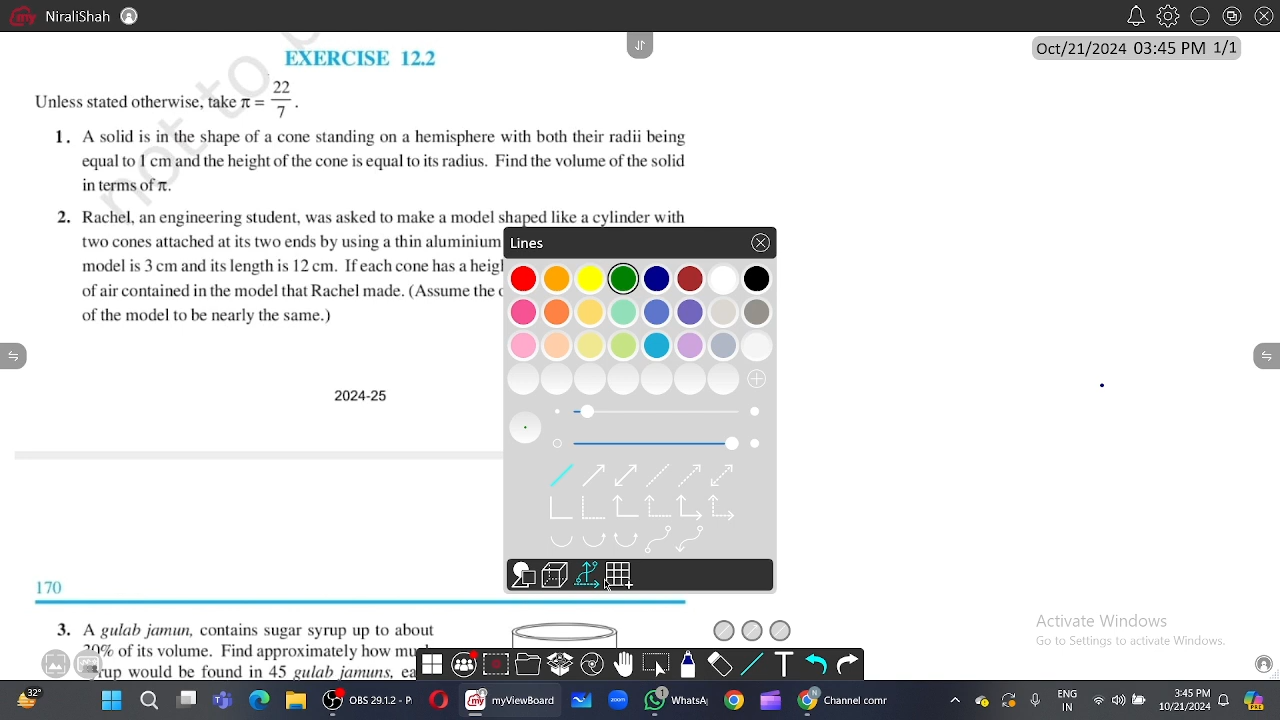 my NiraliShah
Oct/21/2024 03:45 PM 1/1
not to b
EXERCISE 12.2
Unless stated otherwise, take π = 22/7 .
1. A solid is in the shape of a cone standing on a hemisphere with both their radii being
equal to 1 cm and the height of the cone is equal to its radius. Find the volume of the solid
in terms of π.
2. Rachel, an engineering student, was asked to make a model shaped like a cylinder with
two cones attached at its two ends by using a thin aluminium
model is 3 cm and its length is 12 cm. If each cone has a heig
of air contained in the model that Rachel made. (Assume the
of the model to be nearly the same.)
Lines
2024-25
170
3. A gulab jamun, contains sugar syrup up to about
30% of its volume. Find approximately how mu
rup would be found in 45 gulab jamuns, ea
Activate Windows
Go to Settings to activate Windows.
T
32°
OBS 29.1.2 - P
my myViewBoard
zoom
1 WhatsA
N Channel comr
ENG
IN
3:45 PM
10/21/2024